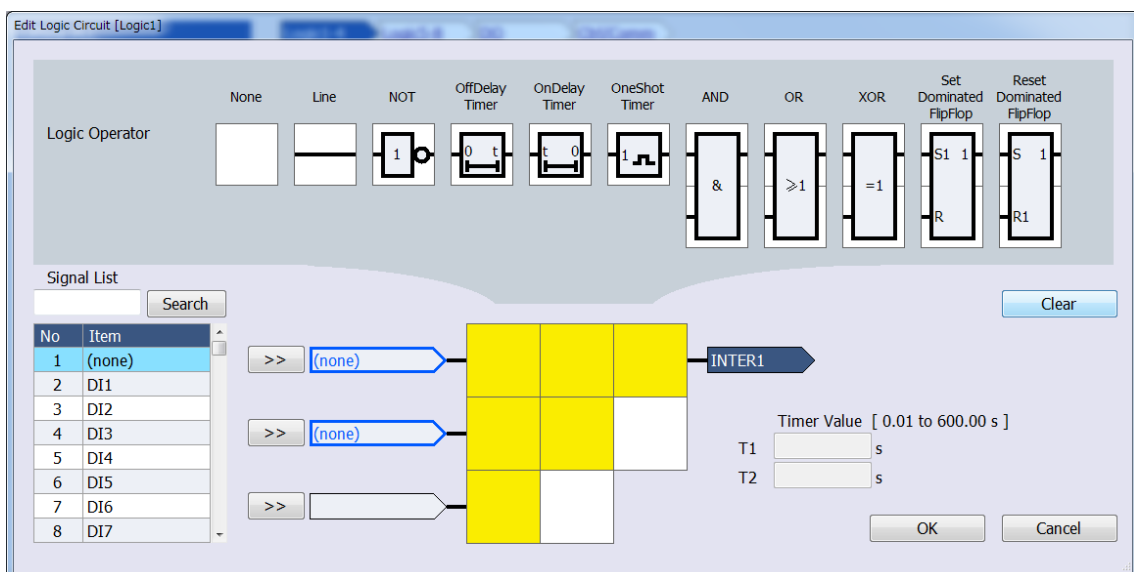 Edit Logic Circuit [Logic1]
Logic Operator
None
Line
NOT
OffDelay
Timer
OnDelay
Timer
OneShot
Timer
AND
OR
XOR
Set
Dominated
FlipFlop
Reset
Dominated
FlipFlop
1
0 t
t 0
1
&
⩾1
=1
S1 1
R
S 1
R1
Signal List
Search
Clear
No Item
1 (none)
2 DI1
3 DI2
4 DI3
5 DI4
6 DI5
7 DI6
8 DI7
>> (none)
>> (none)
>>
INTER1
Timer Value [ 0.01 to 600.00 s ]
T1 s
T2 s
OK
Cancel